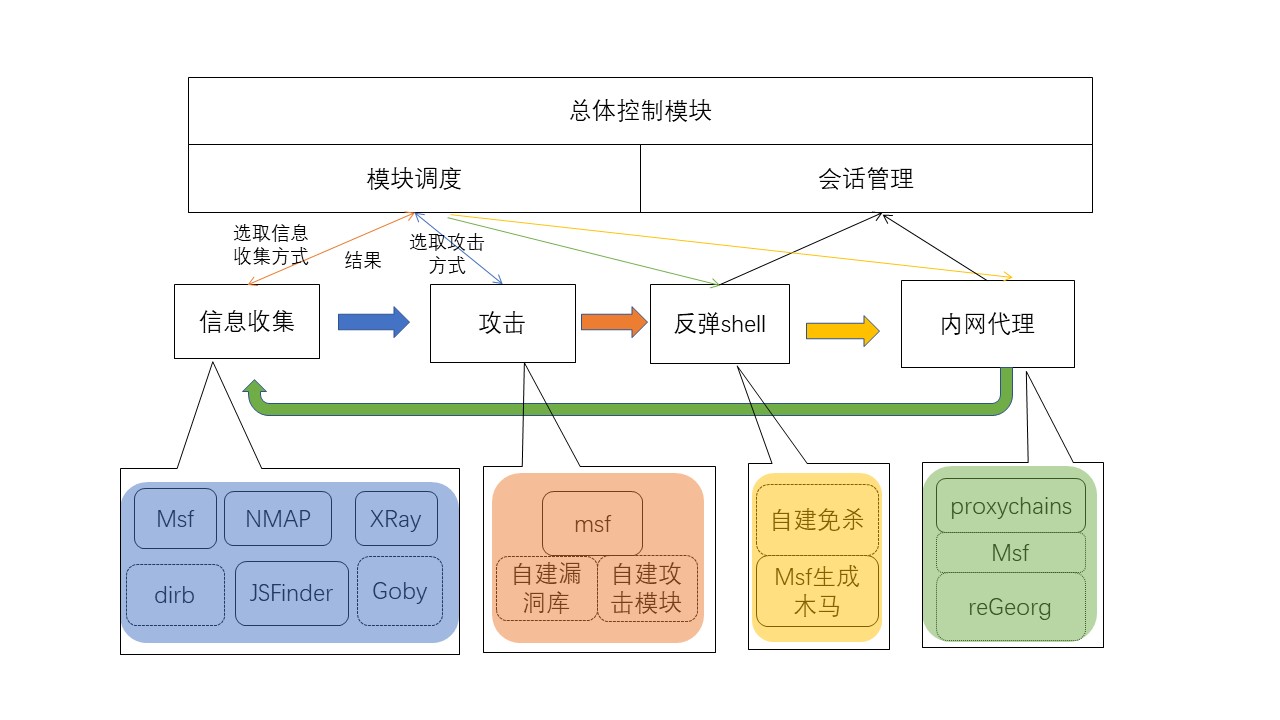 总体控制模块
模块调度
会话管理
选取信息
收集方式
结果
选取攻击
方式
信息收集
攻击
反弹shell
内网代理
Msf
NMAP
XRay
dirb
JSFinder
Goby
msf
自建漏
洞库
自建攻
击模块
自建免杀
Msf生成
木马
proxychains
Msf
reGeorg